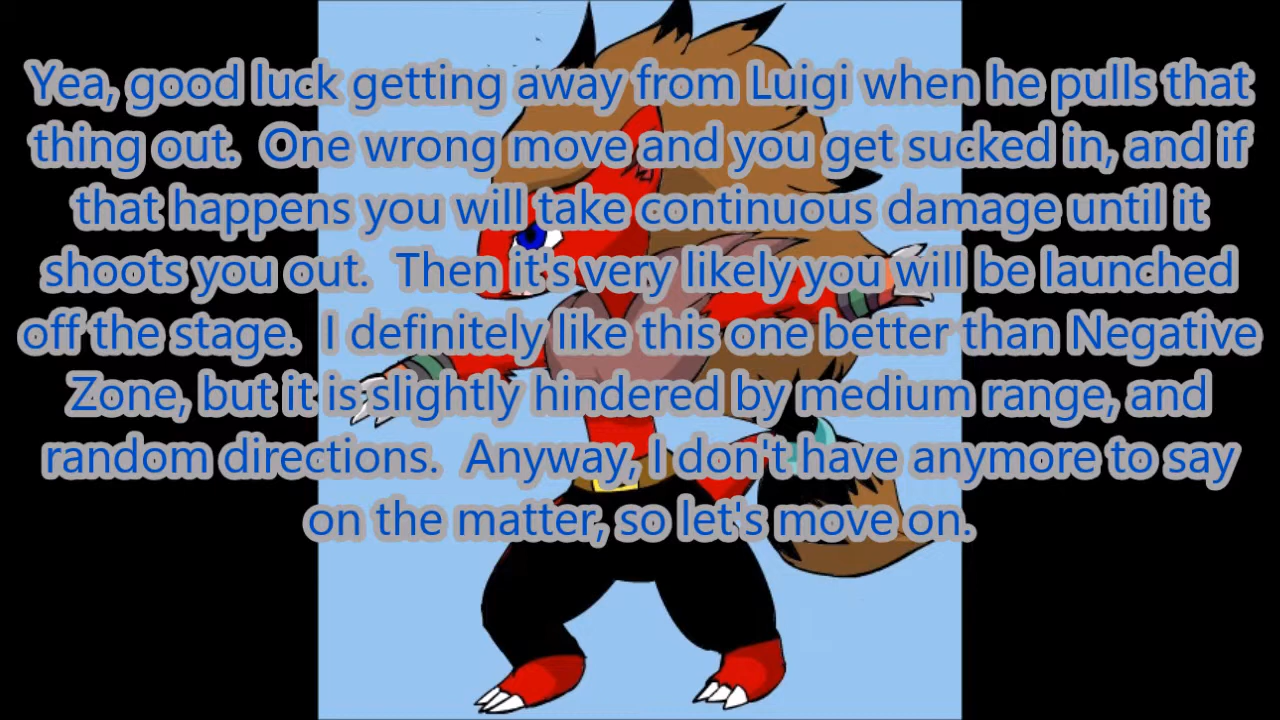 Yea, good luck getting away from Luigi when he pulls that
thing out.  One wrong move and you get sucked in, and if
that happens you will take continuous damage until it
shoots you out.  Then it's very likely you will be launched
off the stage.  I definitely like this one better than Negative
Zone, but it is slightly hindered by medium range, and
random directions.  Anyway, I don't have anymore to say
on the matter, so let's move on.